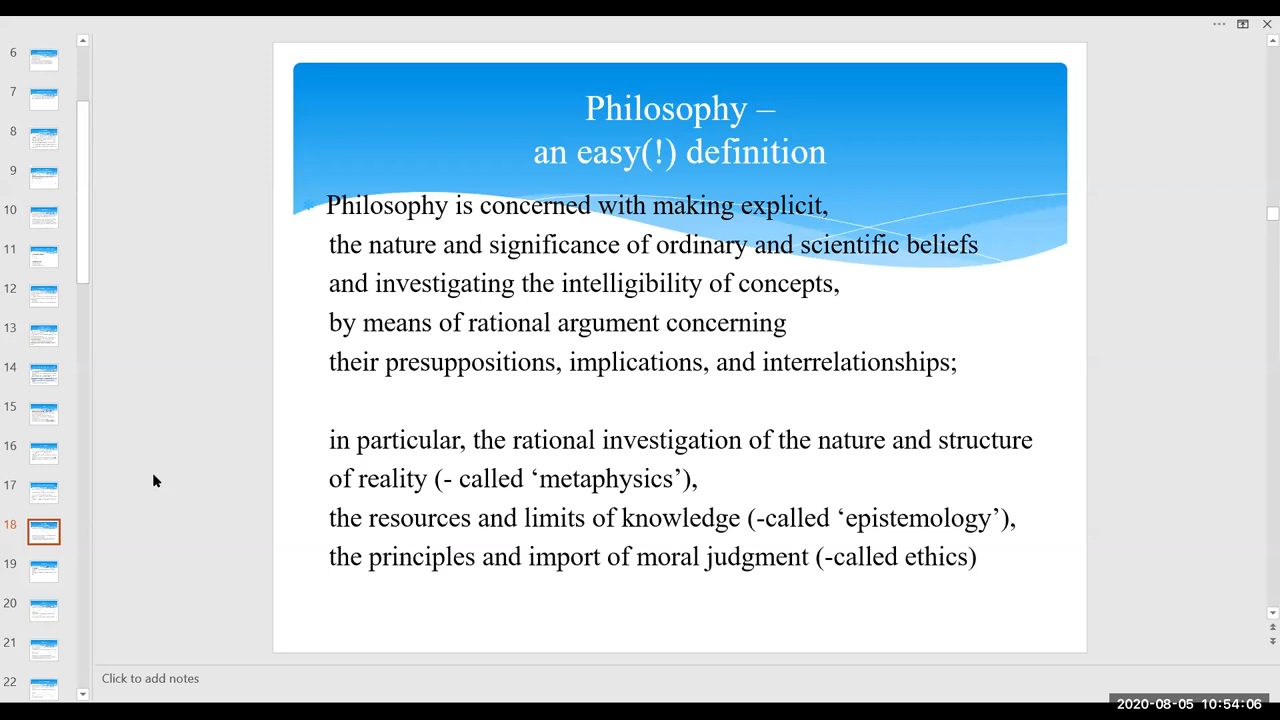 6
7
8
9
10
11
12
13
14
15
16
17
18
19
20
21
22
Philosophy –
an easy(!) definition
Philosophy is concerned with making explicit,
the nature and significance of ordinary and scientific beliefs
and investigating the intelligibility of concepts,
by means of rational argument concerning
their presuppositions, implications, and interrelationships;
in particular, the rational investigation of the nature and structure
of reality (- called ‘metaphysics’),
the resources and limits of knowledge (-called ‘epistemology’),
the principles and import of moral judgment (-called ethics)
Click to add notes
2020-08-05 10:54:06